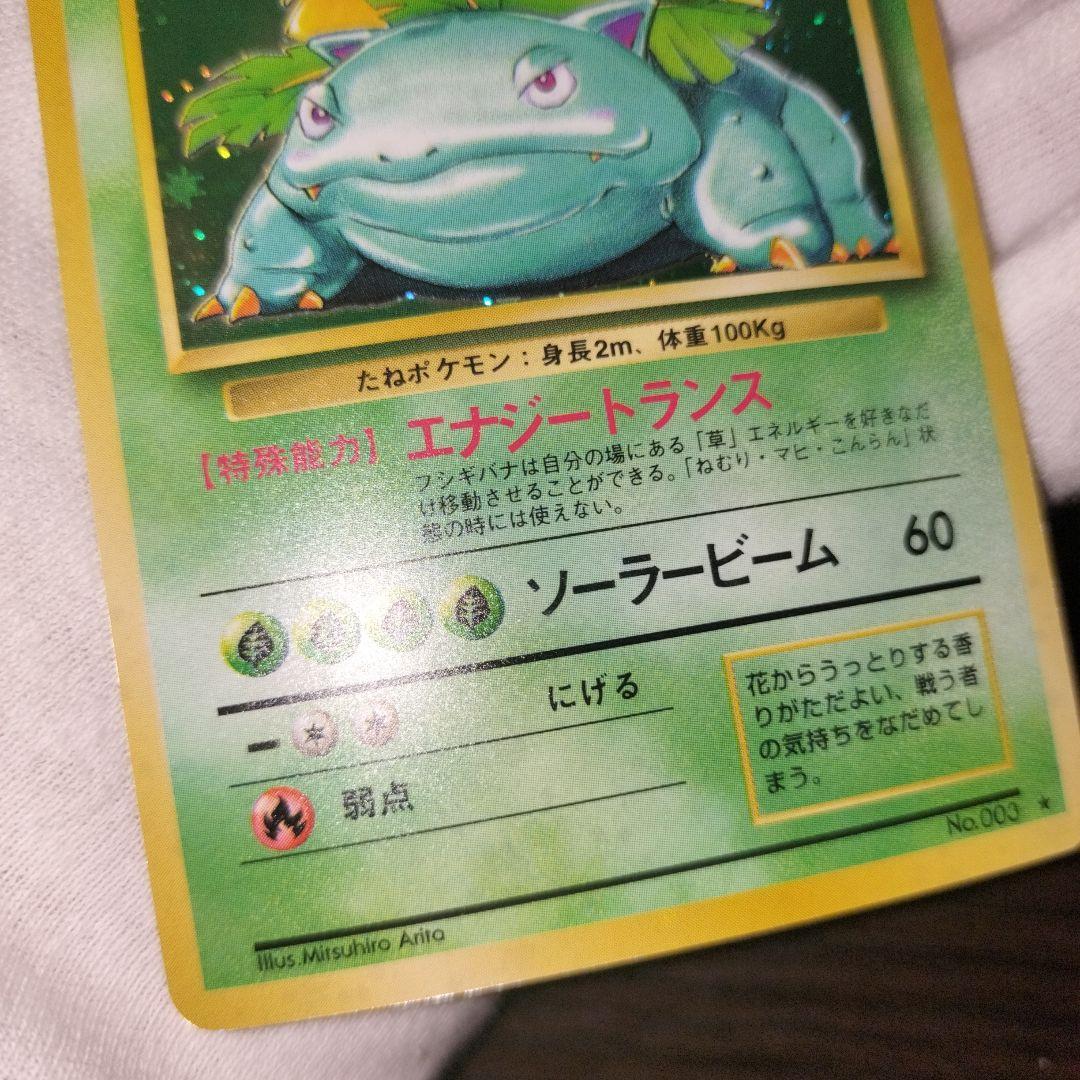 たねポケモン：身長2m、体重100Kg
【特殊能力】 エナジートランス
フシギバナは自分の場にある「草」エネルギーを好きなだ
け移動させることができる。「ねむり・マヒ・こんらん」状
態の時には使えない。
ソーラービーム 60
にげる
弱点
花からうっとりする香
りがただよい、戦う者
の気持ちをなだめてし
まう。
No.003 ★
Illus.Mitsuhiro Arita